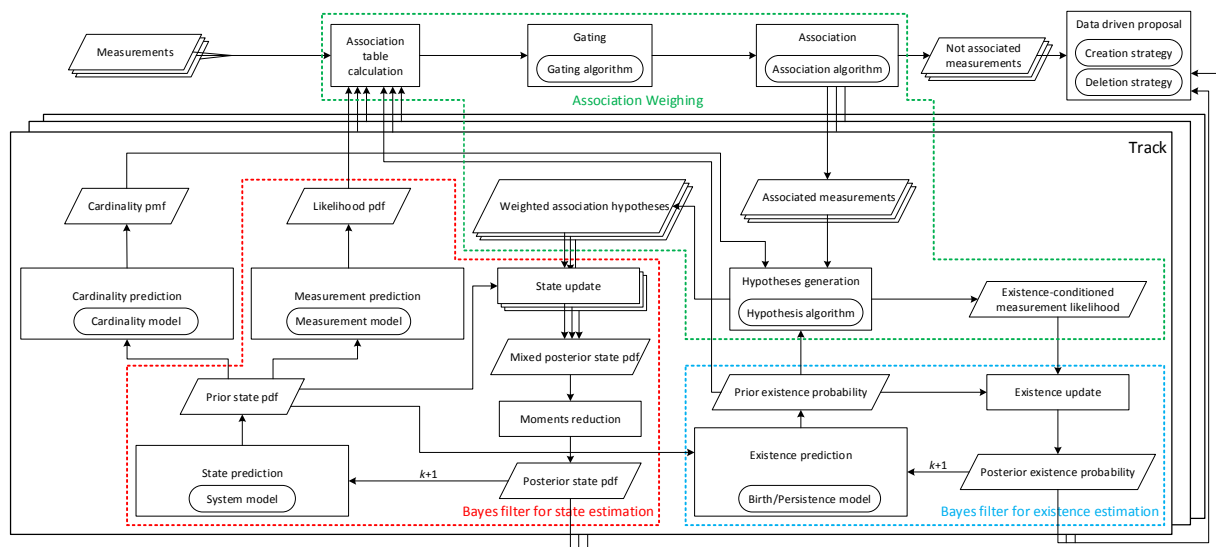 Measurements
Association
table
calculation
Gating
Gating algorithm
Association
Association algorithm
Not associated
measurements
Data driven proposal
Creation strategy
Deletion strategy
Association Weighing
Track
Cardinality pmf
Likelihood pdf
Weighted association hypotheses
Associated measurements
Cardinality prediction
Cardinality model
Measurement prediction
Measurement model
State update
Hypotheses generation
Hypothesis algorithm
Existence-conditioned
measurement likelihood
Mixed posterior state pdf
Prior state pdf
Prior existence probability
Existence update
Moments reduction
State prediction
System model
k+1
Posterior state pdf
Existence prediction
Birth/Persistence model
k+1
Posterior existence probability
Bayes filter for state estimation
Bayes filter for existence estimation